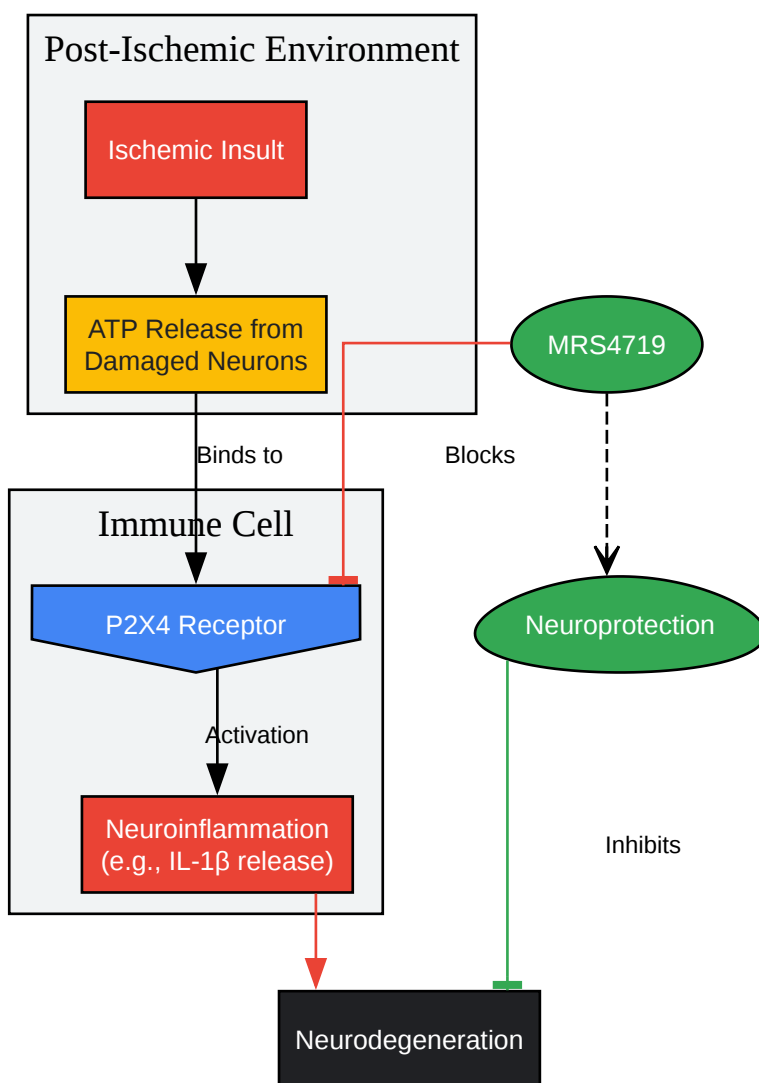 Post-Ischemic Environment
Ischemic Insult
ATP Release from
Damaged Neurons
MRS4719
Binds to
Blocks
Immune Cell
P2X4 Receptor
Neuroprotection
Activation
Neuroinflammation
(e.g., IL-1β release)
Inhibits
Neurodegeneration